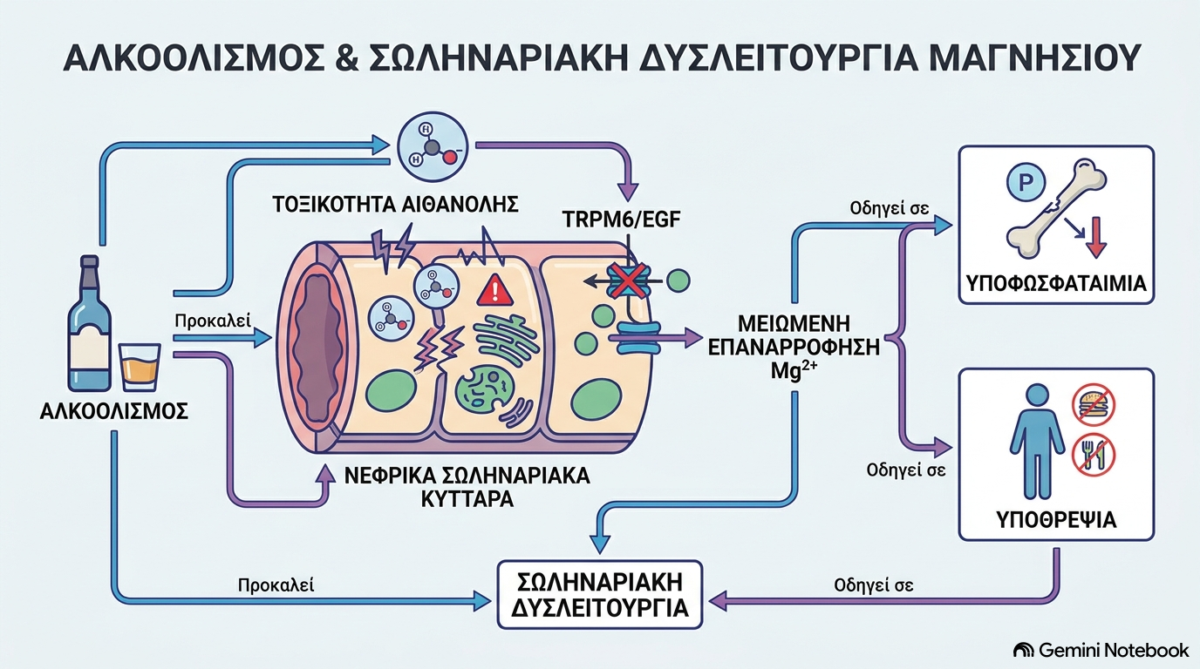 ΑΛΚΟΟΛΙΣΜΟΣ & ΣΩΛΗΝΑΡΙΑΚΗ ΔΥΣΛΕΙΤΟΥΡΓΙΑ ΜΑΓΝΗΣΙΟΥ
H
H
ΤΟΞΙΚΟΤΗΤΑ ΑΙΘΑΝΟΛΗΣ
TRPM6/EGF
Οδηγεί σε
P
ΥΠΟΦΩΣΦΑΤΑΙΜΙΑ
Προκαλεί
ΜΕΙΩΜΕΝΗ
ΕΠΑΝΑΡΡΟΦΗΣΗ
Mg²⁺
ΑΛΚΟΟΛΙΣΜΟΣ
ΝΕΦΡΙΚΑ ΣΩΛΗΝΑΡΙΑΚΑ
ΚΥΤΤΑΡΑ
Οδηγεί σε
ΥΠΟΘΡΕΨΙΑ
Προκαλεί
ΣΩΛΗΝΑΡΙΑΚΗ
ΔΥΣΛΕΙΤΟΥΡΓΙΑ
Οδηγεί σε
Gemini Notebook